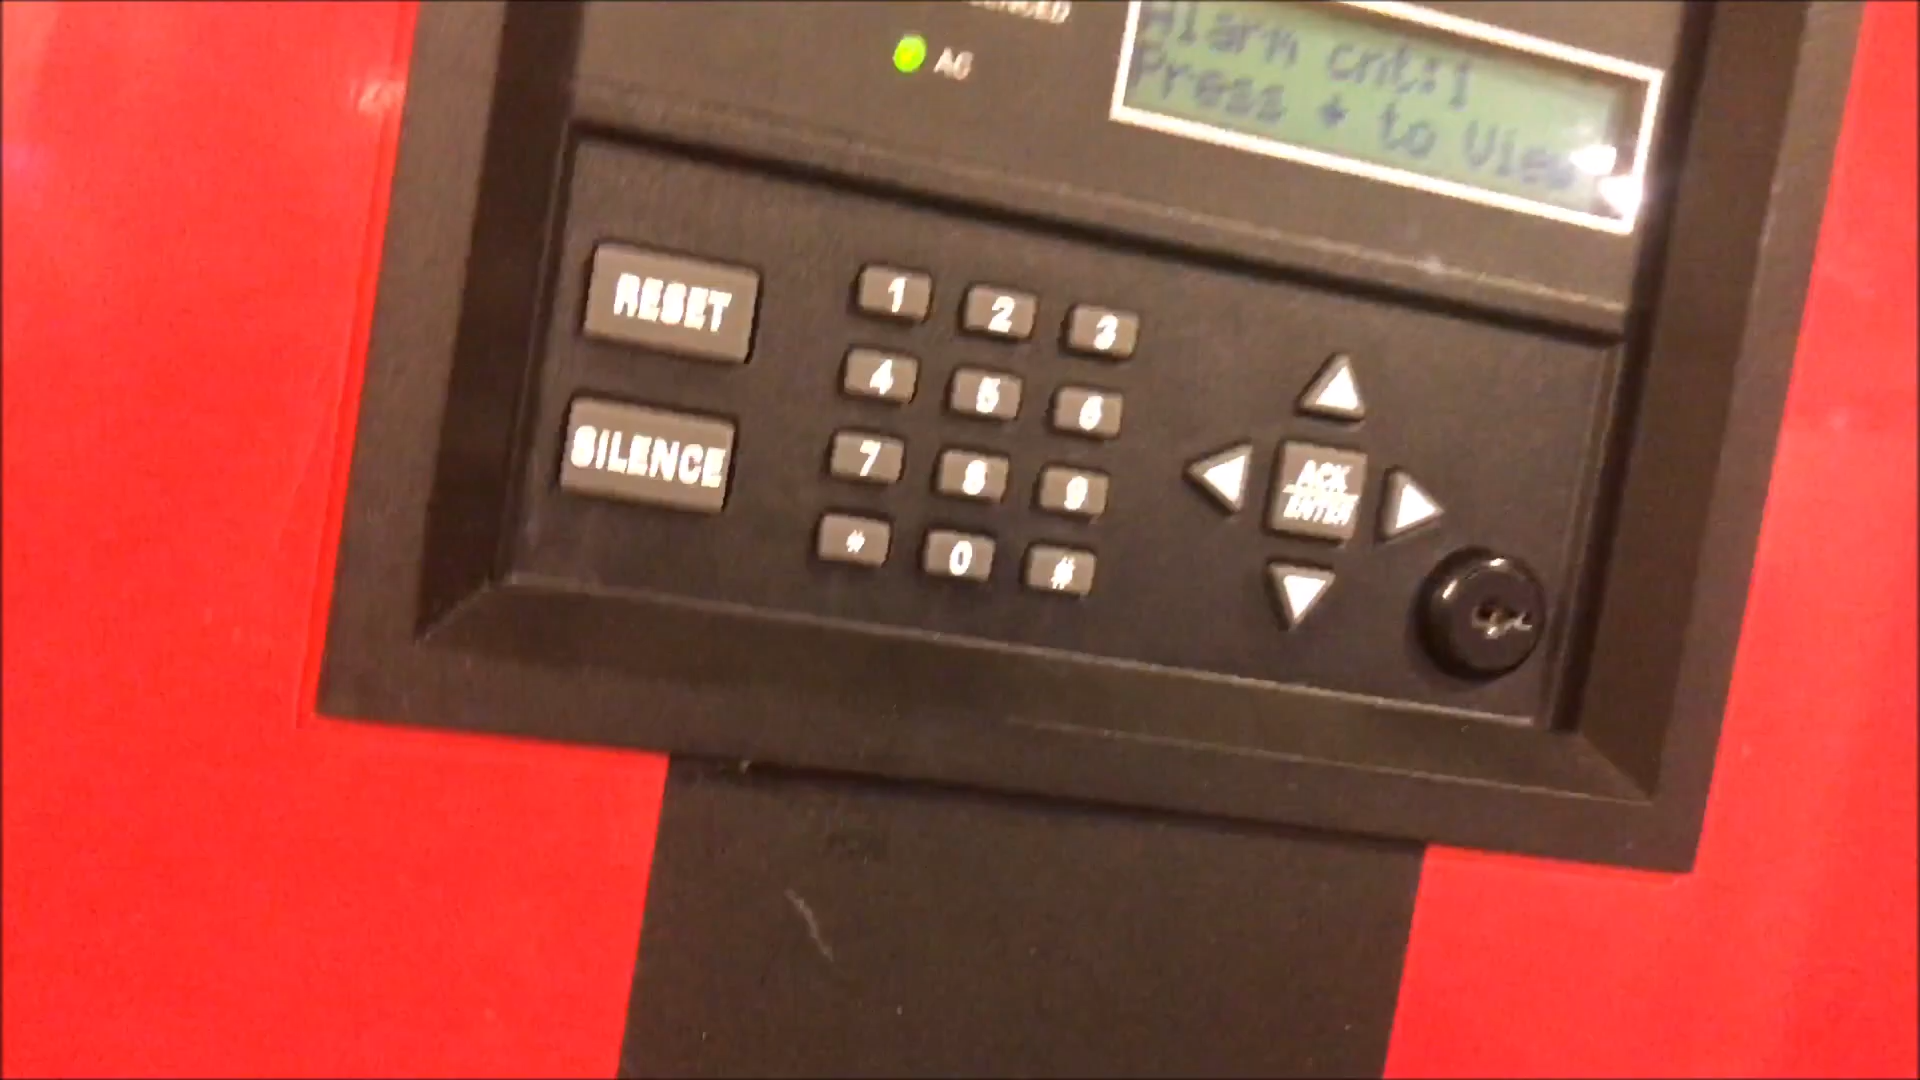 AC
Alarm cnt:1
Press ↓ to View
RESET
SILENCE
1 2 3
4 5 6
7 8 9
* 0 #
ACK
ENTER